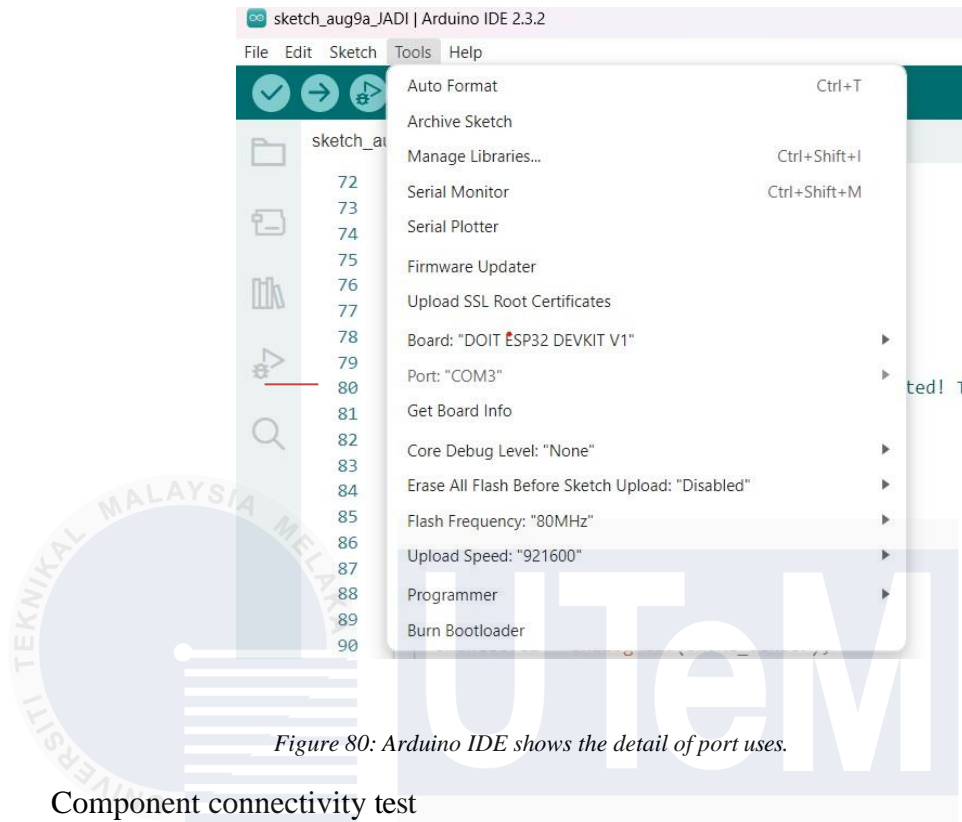 sketch_aug9a_JADI | Arduino IDE 2.3.2
File Edit Sketch Tools Help
Auto Format Ctrl+T
Archive Sketch
sketch_au
Manage Libraries... Ctrl+Shift+I
72
Serial Monitor Ctrl+Shift+M
73
Serial Plotter
74
75
Firmware Updater
76
Upload SSL Root Certificates
77
78
Board: "DOIT ESP32 DEVKIT V1"
79
Port: "COM3"
80 ted! T
Get Board Info
81
82
Core Debug Level: "None"
83
Erase All Flash Before Sketch Upload: "Disabled"
84
85
Flash Frequency: "80MHz"
86
Upload Speed: "921600"
87
88
Programmer
89
Burn Bootloader
90
UNIVERSITI TEKNIKAL MALAYSIA MELAKA
UTeM
Figure 80: Arduino IDE shows the detail of port uses.
Component connectivity test